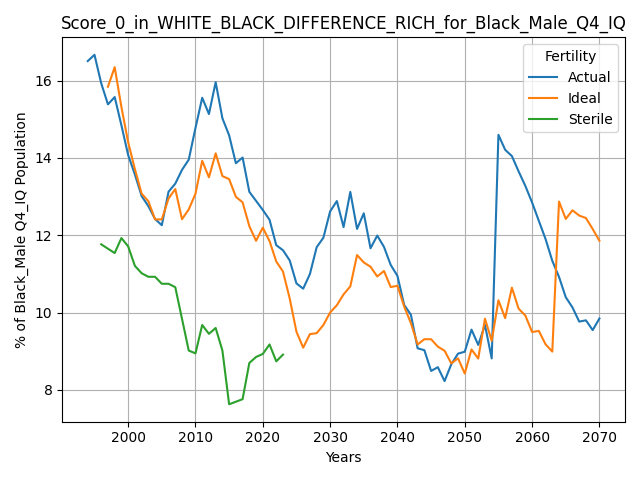 Score_0_in_WHITE_BLACK_DIFFERENCE_RICH_for_Black_Male_Q4_IQ
Fertility
Actual
Ideal
Sterile
% of Black_Male Q4_IQ Population
16
14
12
10
8
2000 2010 2020 2030 2040 2050 2060 2070
Years